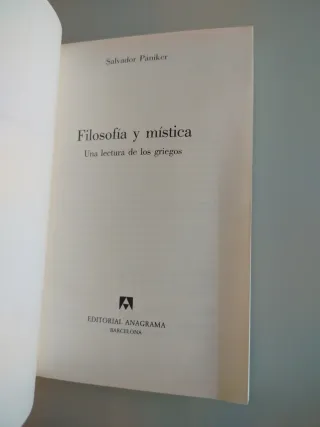 Salvador Pániker
Filosofía y mística
Una lectura de los griegos
EDITORIAL ANAGRAMA
BARCELONA